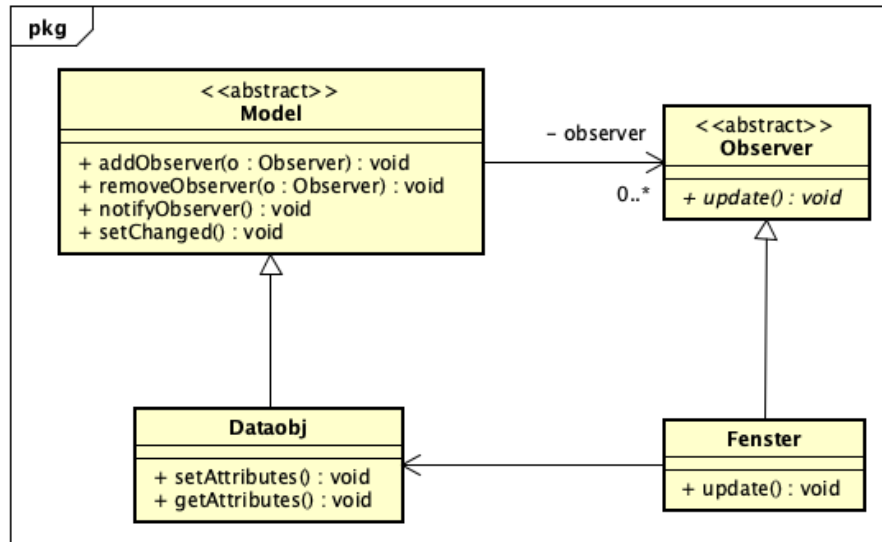 pkg
<<abstract>>
Model
+ addObserver(o : Observer) : void
+ removeObserver(o : Observer) : void
+ notifyObserver() : void
+ setChanged() : void
- observer
0..*
<<abstract>>
Observer
+ update() : void
Dataobj
+ setAttributes() : void
+ getAttributes() : void
Fenster
+ update() : void